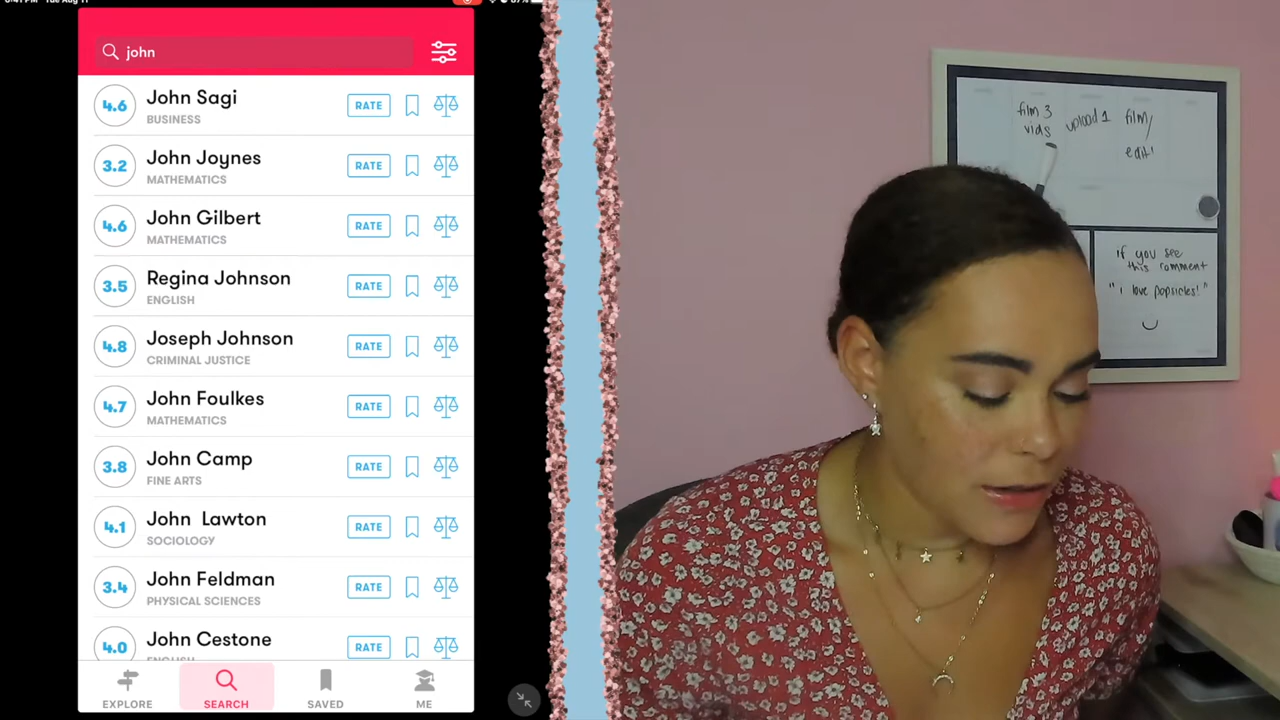 john
4.6
John Sagi
RATE
BUSINESS
3.2
John Joynes
RATE
MATHEMATICS
4.6
John Gilbert
RATE
MATHEMATICS
3.5
Regina Johnson
RATE
ENGLISH
4.8
Joseph Johnson
RATE
CRIMINAL JUSTICE
4.7
John Foulkes
RATE
MATHEMATICS
3.8
John Camp
RATE
FINE ARTS
4.1
John Lawton
RATE
SOCIOLOGY
3.4
John Feldman
RATE
PHYSICAL SCIENCES
4.0
John Cestone
RATE
EXPLORE
SEARCH
SAVED
ME
film 3
vids
upload 1
film/
edit!
if you see
this comment
"i love popsicles!"